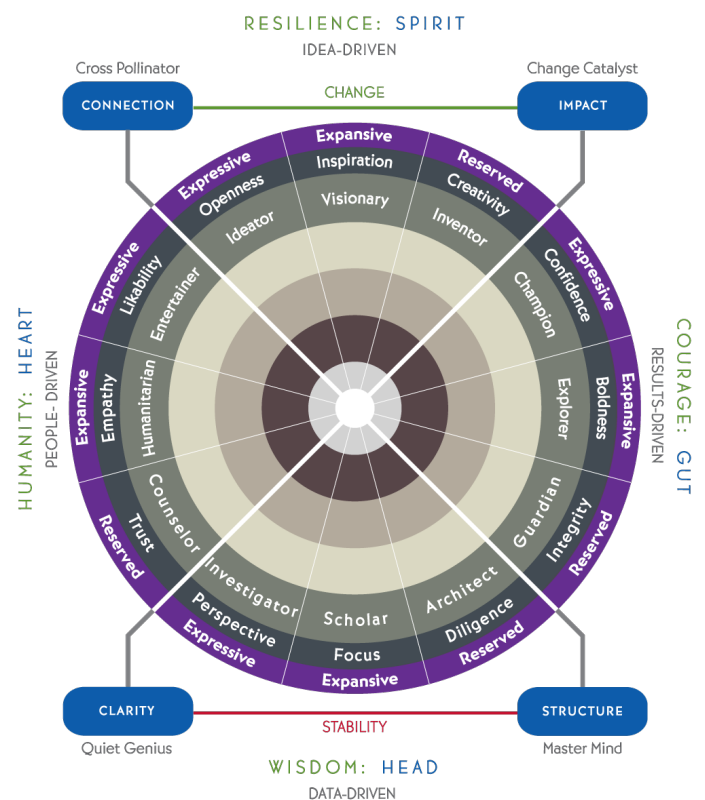 RESILIENCE: SPIRIT
IDEA-DRIVEN
Cross Pollinator
CONNECTION
CHANGE
Change Catalyst
IMPACT
Expressive
Expansive
Reserved
Openness
Inspiration
Creativity
Ideator
Visionary
Inventor
Expressive
Likability
Entertainer
Champion
Confidence
Expressive
HUMANITY: HEART
PEOPLE- DRIVEN
Expansive
Empathy
Humanitarian
Explorer
Boldness
Expansive
RESULTS-DRIVEN
COURAGE: GUT
Reserved
Trust
Counselor
Guardian
Integrity
Reserved
Investigator
Scholar
Architect
Perspective
Focus
Diligence
Expressive
Expansive
Reserved
CLARITY
Quiet Genius
STABILITY
STRUCTURE
Master Mind
WISDOM: HEAD
DATA-DRIVEN